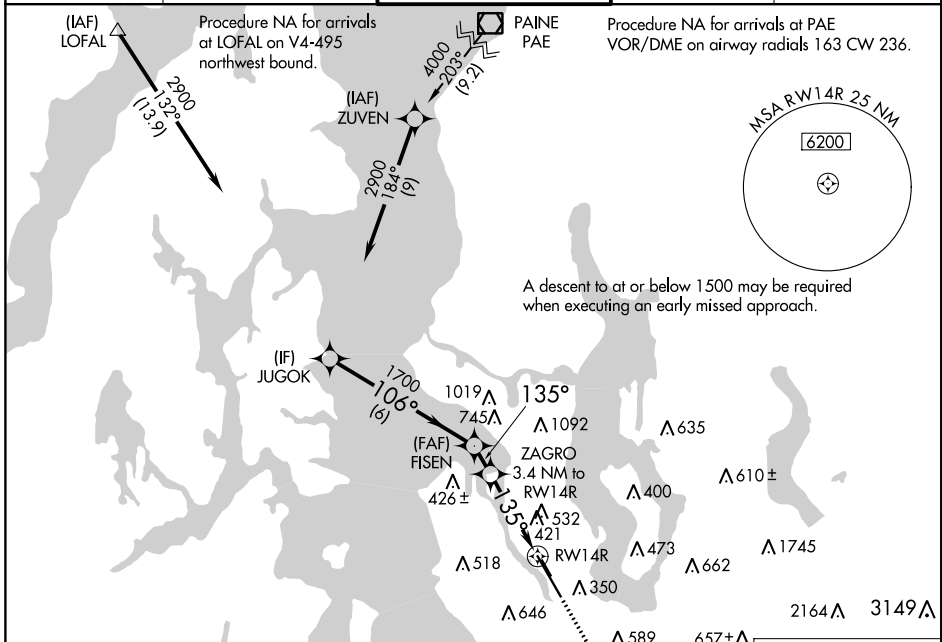 (IAF)
LOFAL
Procedure NA for arrivals
at LOFAL on V4-495
northwest bound.
PAINE
PAE
Procedure NA for arrivals at PAE
VOR/DME on airway radials 163 CW 236.
2900
132°
(13.9)
4000
203°
(9.2)
(IAF)
ZUVEN
2900
184°
(9)
MSA RW14R 25 NM
6200
A descent to at or below 1500 may be required
when executing an early missed approach.
(IF)
JUGOK
1700
106°
(6)
1019
745
135°
1092
635
(FAF)
FISEN
ZAGRO
3.4 NM to
RW14R
426±
135°
400
610±
532
421
RW14R
518
473
662
1745
350
646
2164
3149
589
657±